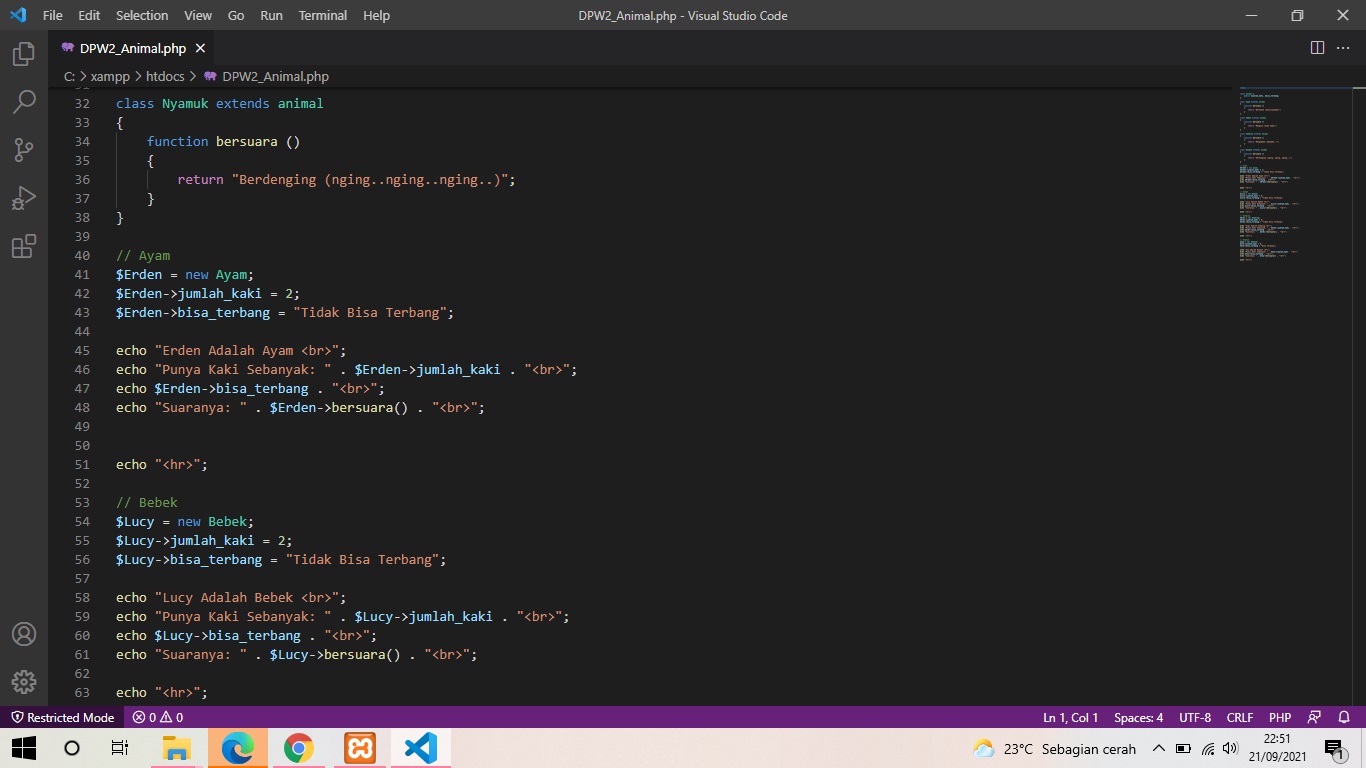 File Edit Selection View Go Run Terminal Help DPW2_Animal.php - Visual Studio Code
DPW2_Animal.php
C: > xampp > htdocs > DPW2_Animal.php
32 class Nyamuk extends animal
33 {
34 function bersuara ()
35 {
36 return "Berdenging (nging..nging..nging..)";
37 }
38 }
39
40 // Ayam
41 $Erden = new Ayam;
42 $Erden->jumlah_kaki = 2;
43 $Erden->bisa_terbang = "Tidak Bisa Terbang";
44
45 echo "Erden Adalah Ayam <br>";
46 echo "Punya Kaki Sebanyak: " . $Erden->jumlah_kaki . "<br>";
47 echo $Erden->bisa_terbang . "<br>";
48 echo "Suaranya: " . $Erden->bersuara() . "<br>";
49
50
51 echo "<hr>";
52
53 // Bebek
54 $Lucy = new Bebek;
55 $Lucy->jumlah_kaki = 2;
56 $Lucy->bisa_terbang = "Tidak Bisa Terbang";
57
58 echo "Lucy Adalah Bebek <br>";
59 echo "Punya Kaki Sebanyak: " . $Lucy->jumlah_kaki . "<br>";
60 echo $Lucy->bisa_terbang . "<br>";
61 echo "Suaranya: " . $Lucy->bersuara() . "<br>";
62
63 echo "<hr>";
Restricted Mode 0 0 Ln 1, Col 1 Spaces: 4 UTF-8 CRLF PHP
23°C Sebagian cerah 22:51
21/09/2021 1